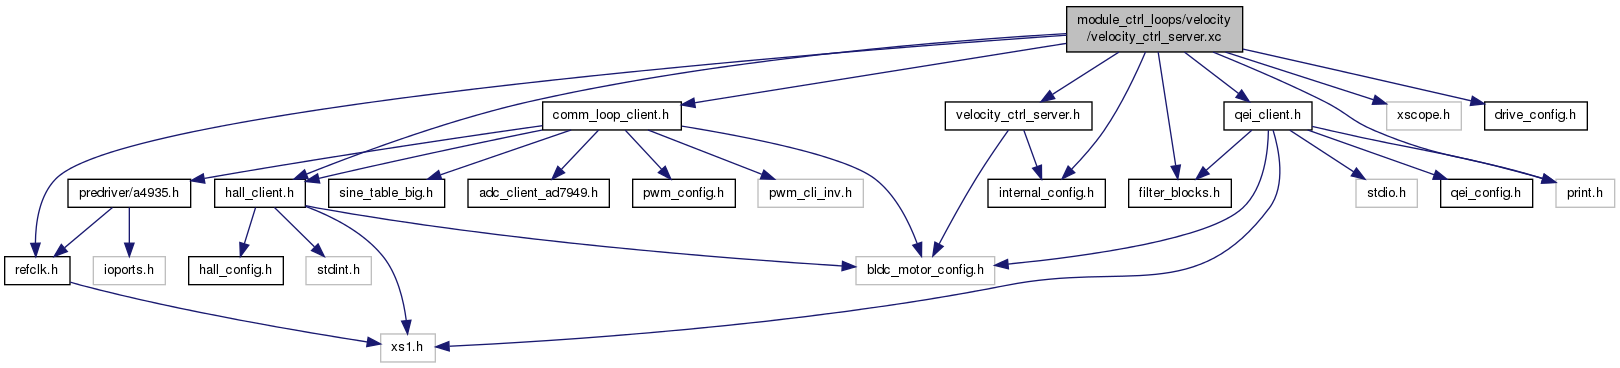 module_ctrl_loops/velocity
/velocity_ctrl_server.xc
comm_loop_client.h
velocity_ctrl_server.h
qei_client.h
xscope.h
drive_config.h
predriver/a4935.h
hall_client.h
sine_table_big.h
adc_client_ad7949.h
pwm_config.h
pwm_cli_inv.h
internal_config.h
filter_blocks.h
stdio.h
qei_config.h
print.h
refclk.h
ioports.h
hall_config.h
stdint.h
bldc_motor_config.h
xs1.h